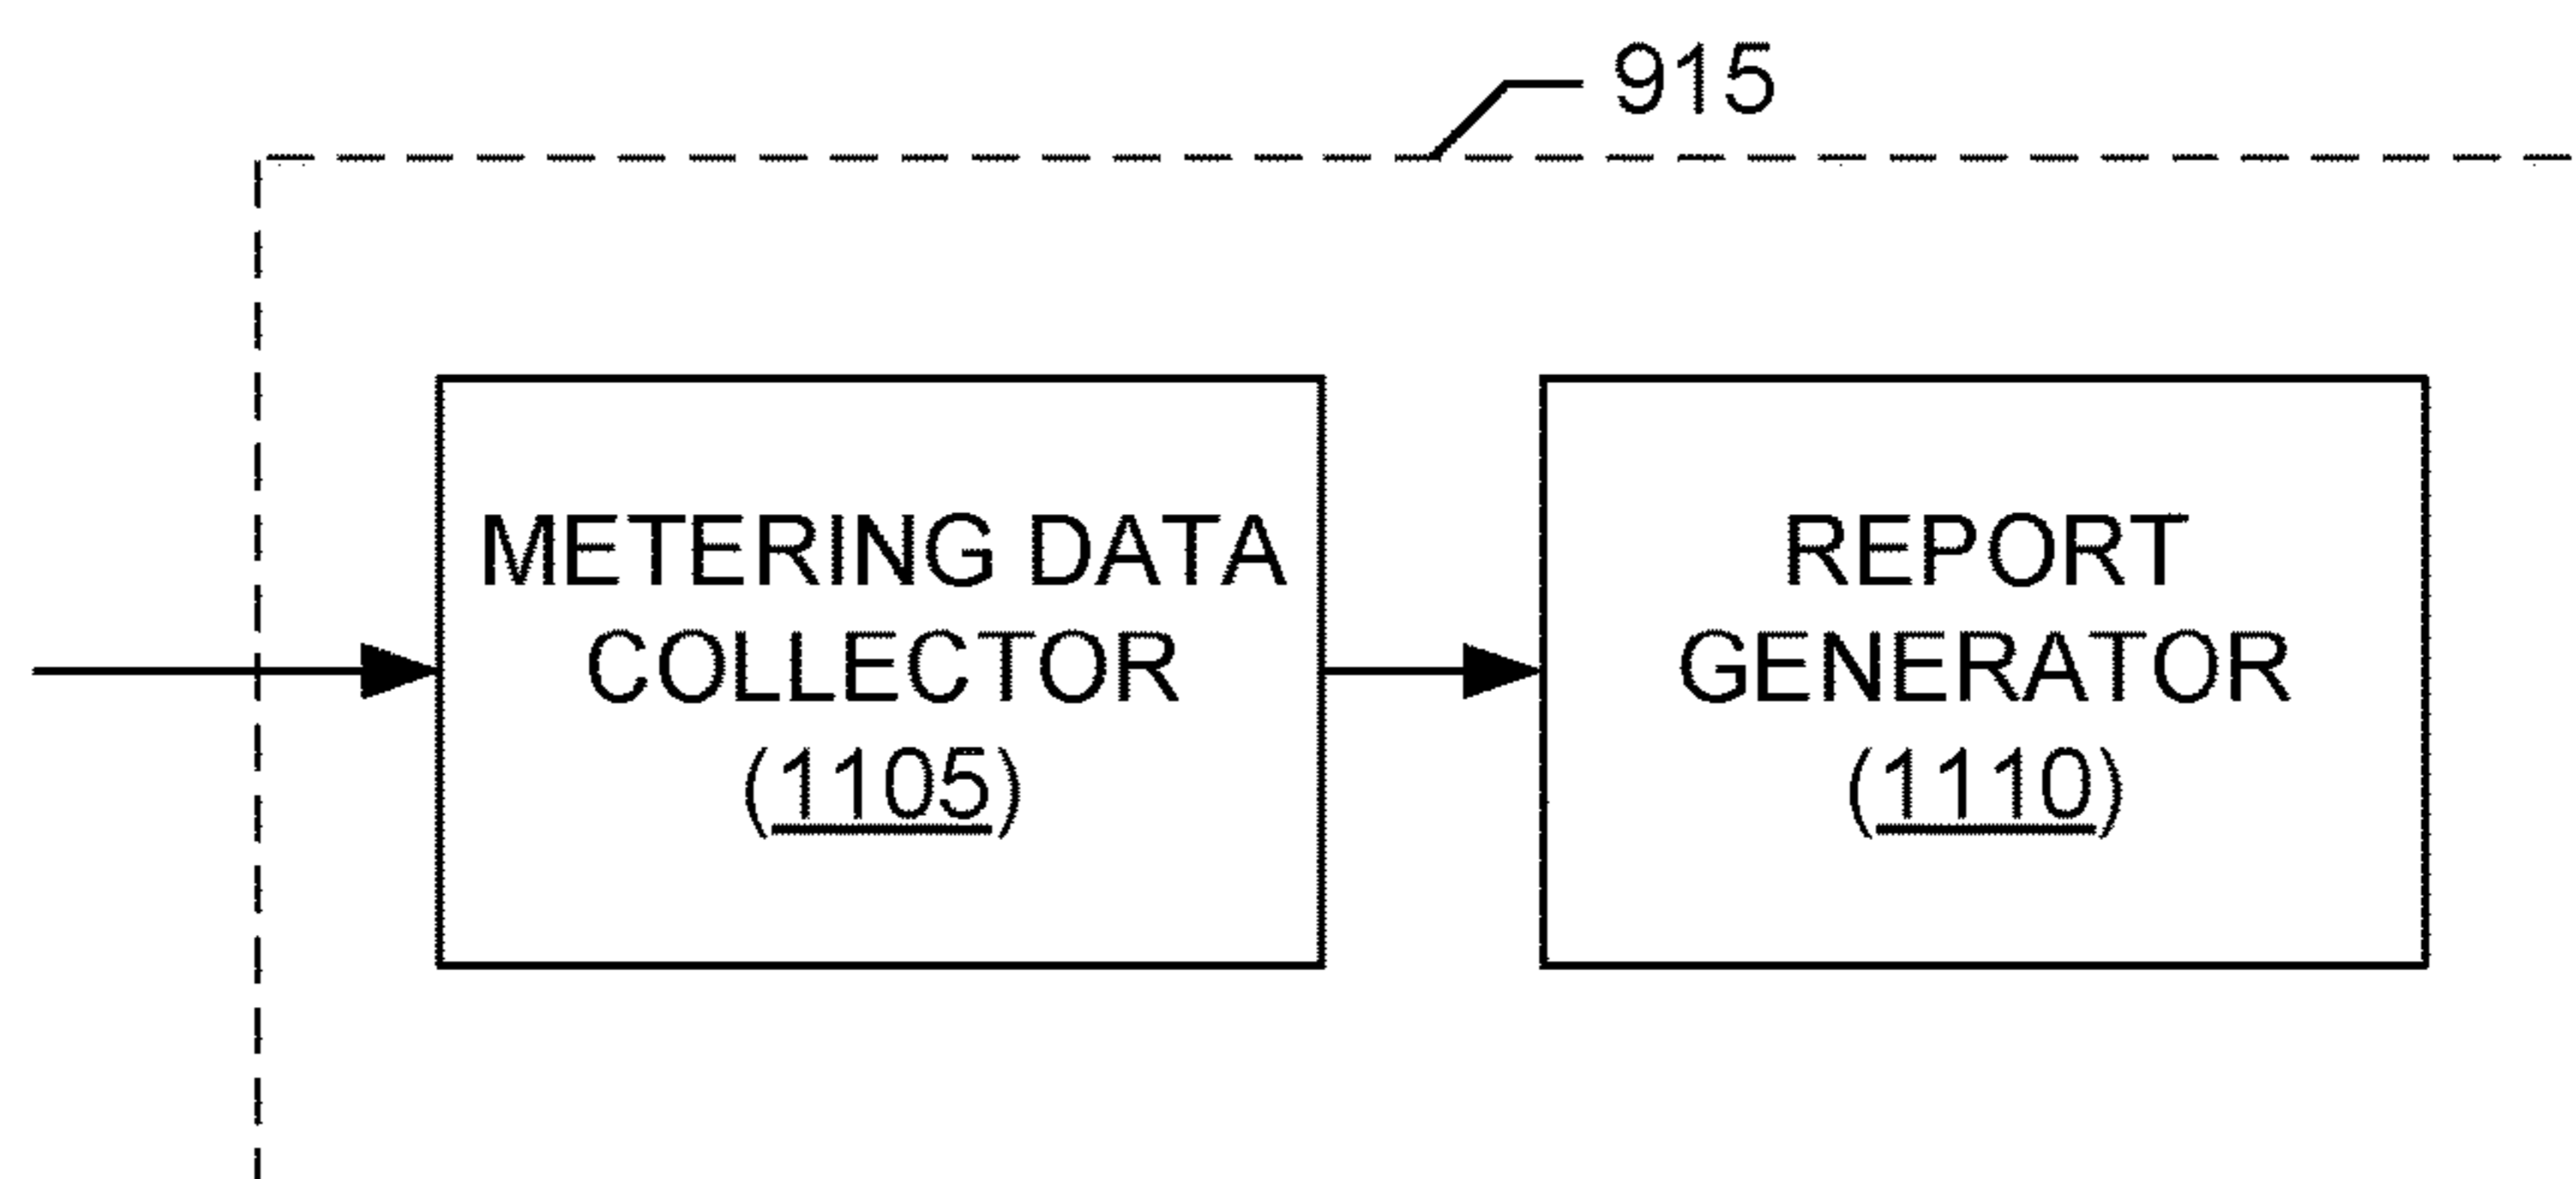 915
METERING DATA
COLLECTOR
(1105)
REPORT
GENERATOR
(1110)